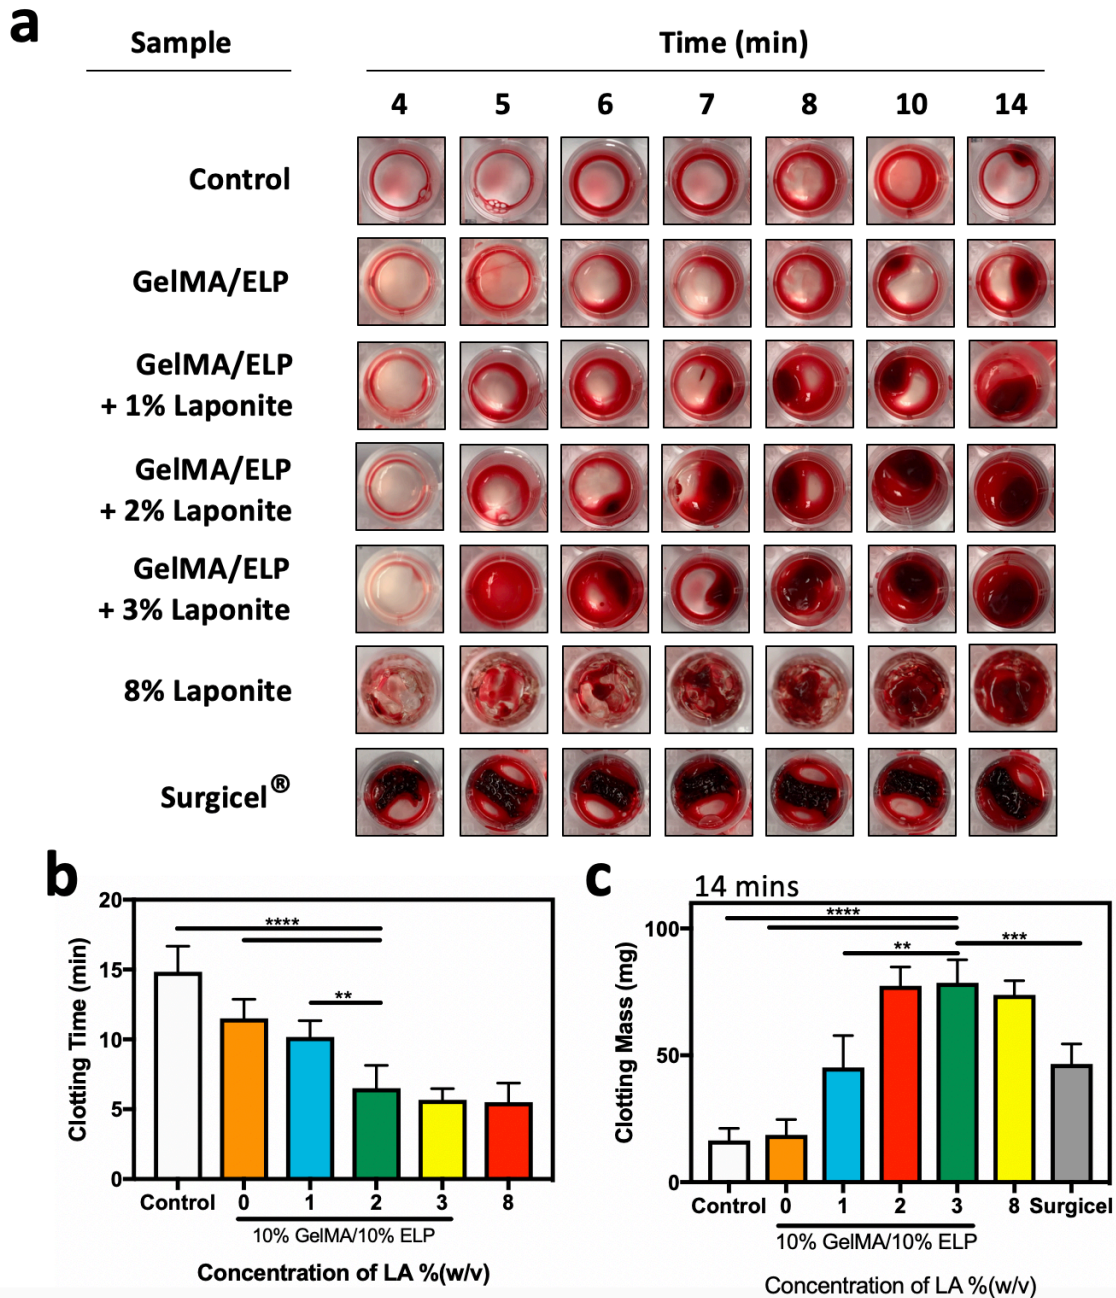 a
Sample Time (min)
4 5 6 7 8 10 14
Control
GelMA/ELP
GelMA/ELP
+ 1% Laponite
GelMA/ELP
+ 2% Laponite
GelMA/ELP
+ 3% Laponite
8% Laponite
Surgicel®
b
20
15
10
5
0
Clotting Time (min)
****
**
Control 0 1 2 3 8
10% GelMA/10% ELP
Concentration of LA %(w/v)
c
14 mins
100
50
0
Clotting Mass (mg)
****
**
***
Control 0 1 2 3 8 Surgicel
10% GelMA/10% ELP
Concentration of LA %(w/v)